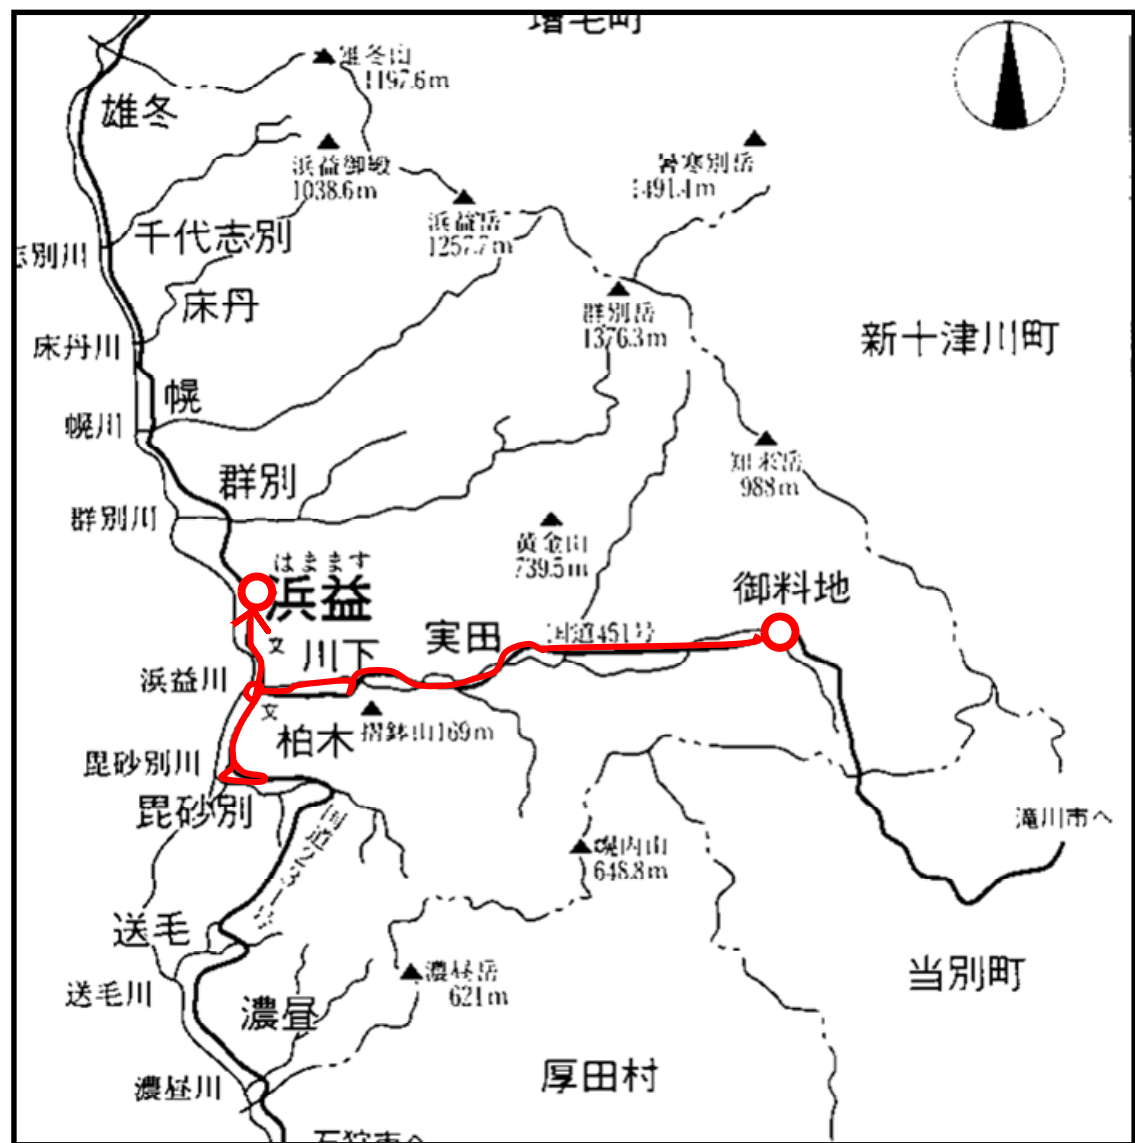 増毛町
雄冬山
1197.6m
雄冬
浜益御殿
1038.6m
暑寒別岳
1491.4m
浜益岳
1257.7m
千代志別
志別川
床丹
群別岳
1376.3m
新十津川町
床丹川
幌
幌川
知来岳
988m
群別
群別川
黄金山
739.5m
はまます
浜益
御料地
文
川下
実田
国道451号
浜益川
文
柏木
摺鉢山169m
毘砂別川
毘砂別
国道231号
滝川市へ
幌内山
648.8m
送毛
濃昼岳
621m
当別町
送毛川
濃昼
厚田村
濃昼川
石狩市へ